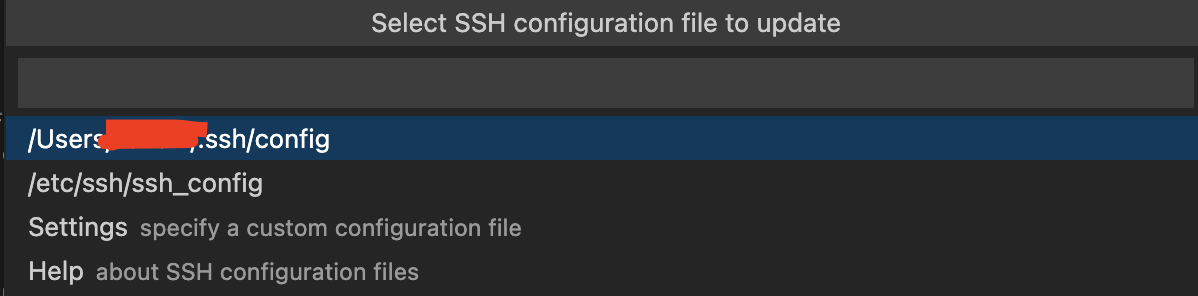 Select SSH configuration file to update
/Users/ /.ssh/config
/etc/ssh/ssh_config
Settings specify a custom configuration file
Help about SSH configuration files